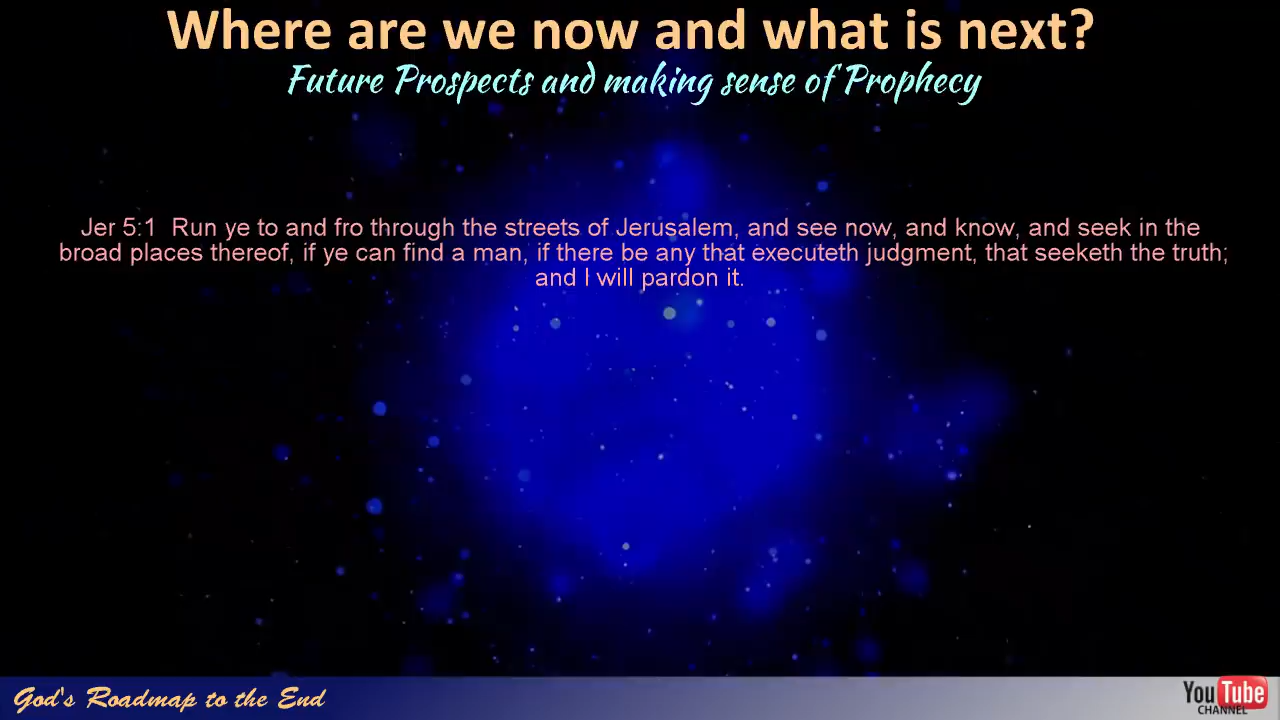 Where are we now and what is next?
Future Prospects and making sense of Prophecy
Jer 5:1  Run ye to and fro through the streets of Jerusalem, and see now, and know, and seek in the
broad places thereof, if ye can find a man, if there be any that executeth judgment, that seeketh the truth;
and I will pardon it.
God's Roadmap to the End
YouTube
CHANNEL